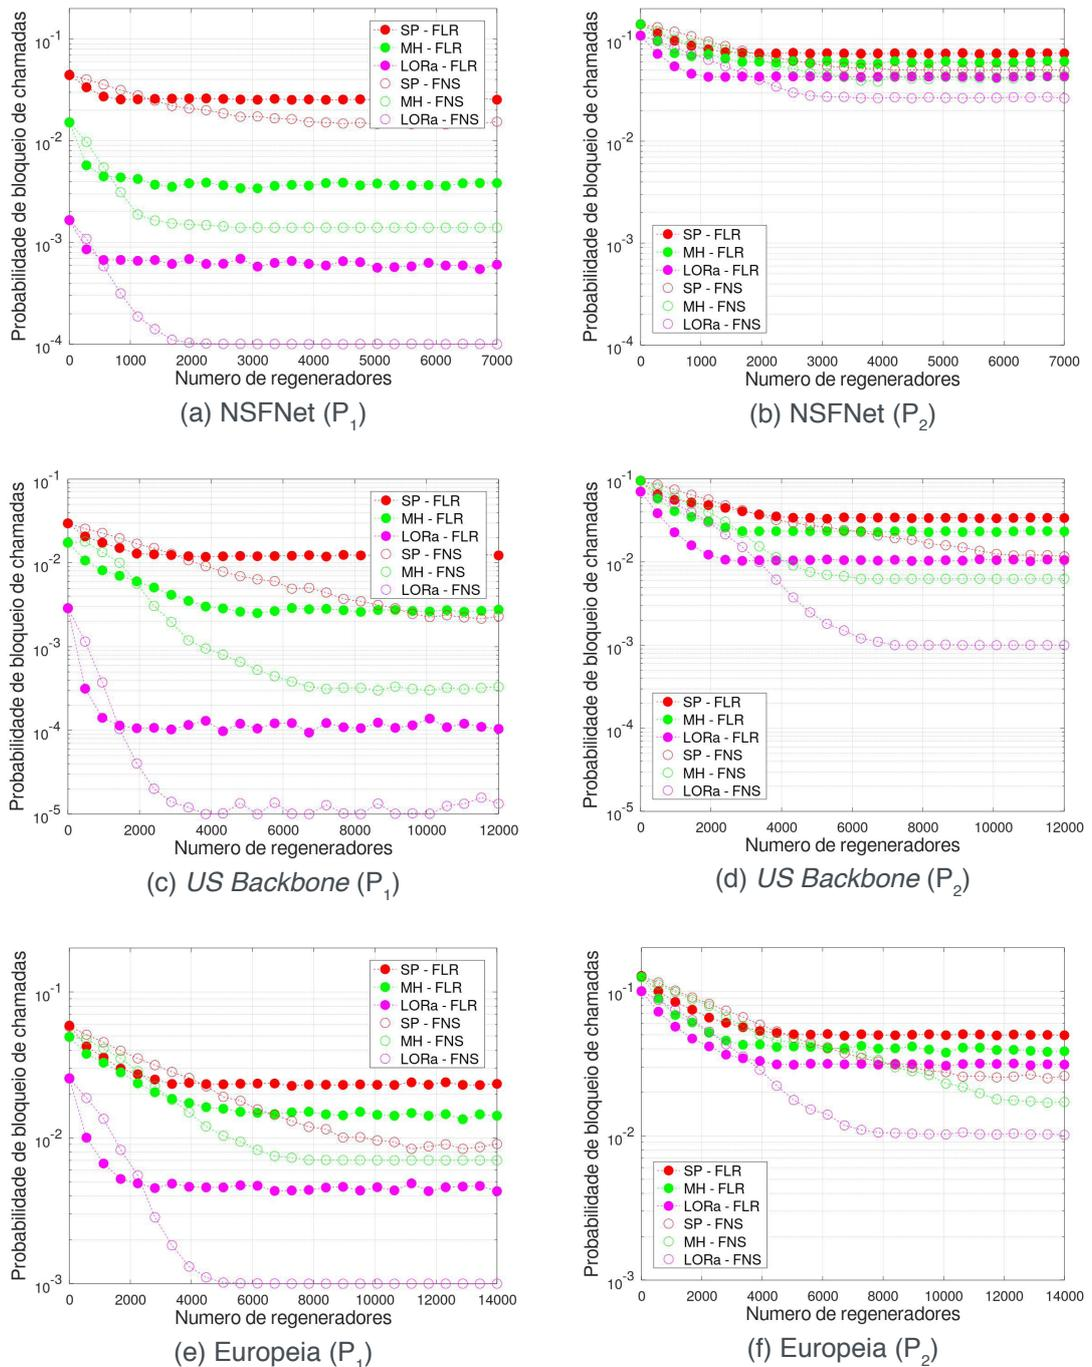 Probabilidade de bloqueio de chamadas
10^-1
10^-2
10^-3
10^-4
SP - FLR
MH - FLR
LORa - FLR
SP - FNS
MH - FNS
LORa - FNS
0 1000 2000 3000 4000 5000 6000 7000
Numero de regeneradores
(a) NSFNet (P_1)
Probabilidade de bloqueio de chamadas
10^-1
10^-2
10^-3
10^-4
SP - FLR
MH - FLR
LORa - FLR
SP - FNS
MH - FNS
LORa - FNS
0 1000 2000 3000 4000 5000 6000 7000
Numero de regeneradores
(b) NSFNet (P_2)
Probabilidade de bloqueio de chamadas
10^-1
10^-2
10^-3
10^-4
10^-5
SP - FLR
MH - FLR
LORa - FLR
SP - FNS
MH - FNS
LORa - FNS
0 2000 4000 6000 8000 10000 12000
Numero de regeneradores
(c) US Backbone (P_1)
Probabilidade de bloqueio de chamadas
10^-1
10^-2
10^-3
10^-4
10^-5
SP - FLR
MH - FLR
LORa - FLR
SP - FNS
MH - FNS
LORa - FNS
0 2000 4000 6000 8000 10000 12000
Numero de regeneradores
(d) US Backbone (P_2)
Probabilidade de bloqueio de chamadas
10^-1
10^-2
10^-3
SP - FLR
MH - FLR
LORa - FLR
SP - FNS
MH - FNS
LORa - FNS
0 2000 4000 6000 8000 10000 12000 14000
Numero de regeneradores
(e) Europeia (P_1)
Probabilidade de bloqueio de chamadas
10^-1
10^-2
10^-3
SP - FLR
MH - FLR
LORa - FLR
SP - FNS
MH - FNS
LORa - FNS
0 2000 4000 6000 8000 10000 12000 14000
Numero de regeneradores
(f) Europeia (P_2)